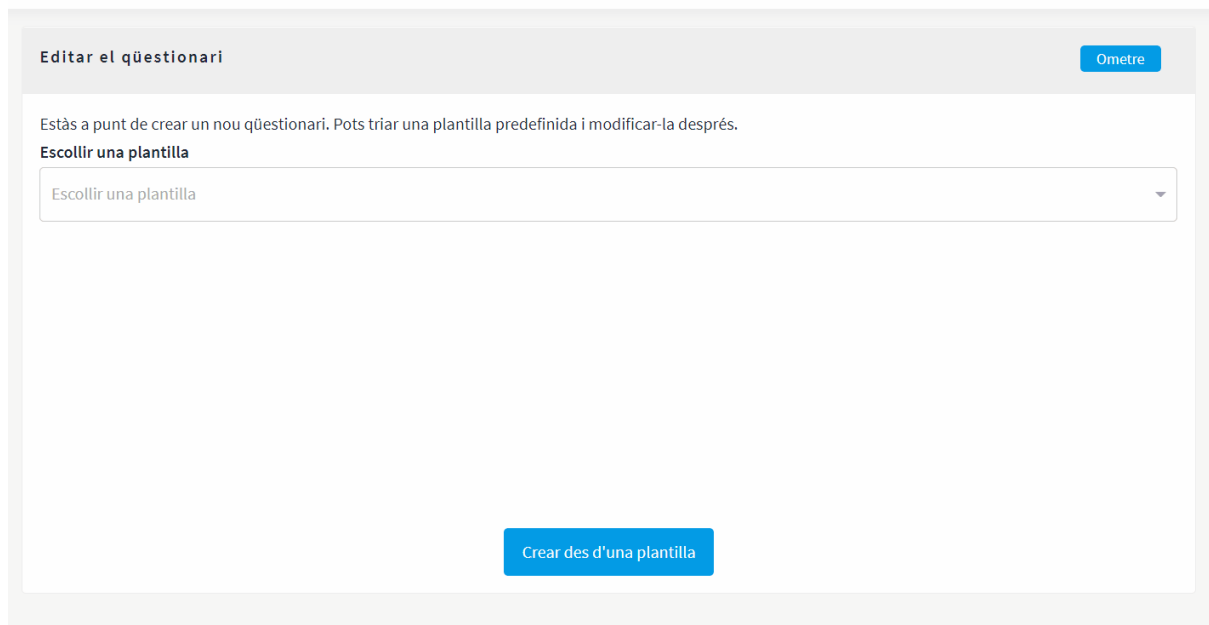 Editar el qüestionari
Ometre
Estàs a punt de crear un nou qüestionari. Pots triar una plantilla predefinida i modificar-la després.
Escollir una plantilla
Escollir una plantilla
Crear des d'una plantilla